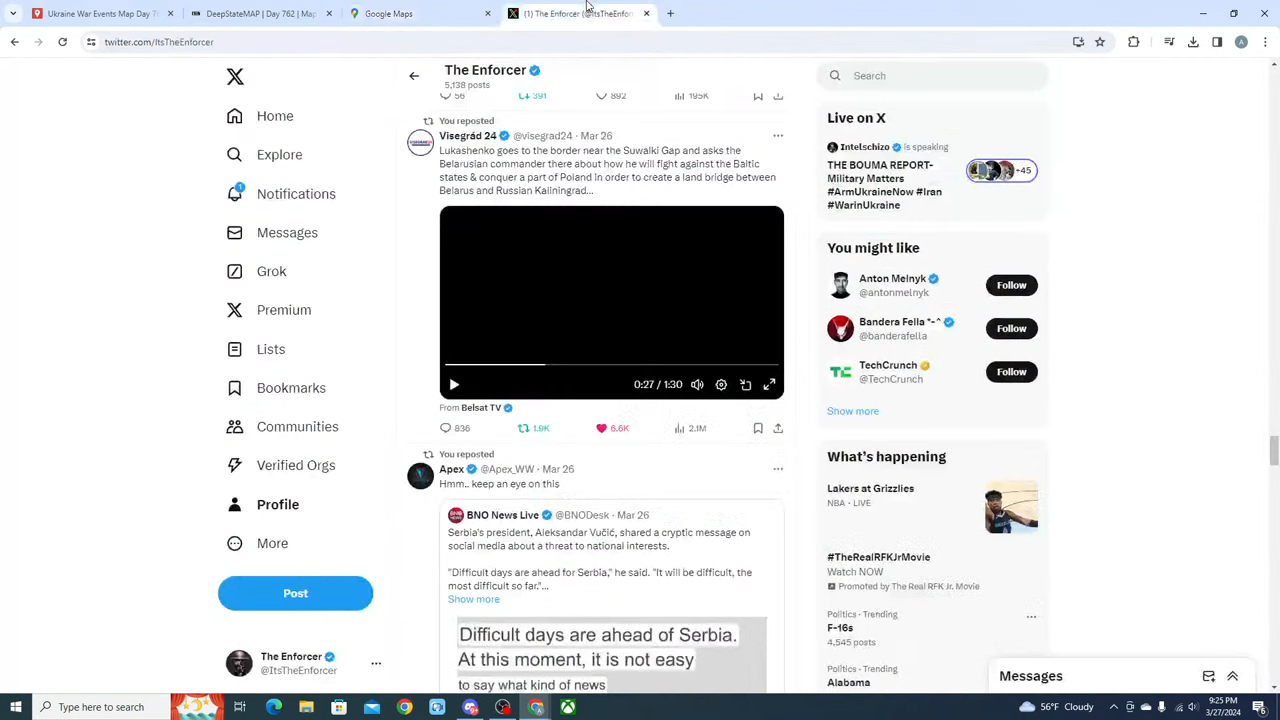 Ukraine War Events Map Day
DeepStateMAP | Day 762 | Map
Google Maps
(1) The Enforcer (@ItsTheEnfor
twitter.com/ItsTheEnforcer
The Enforcer
5,138 posts
56 391 892 195K
Search
Home
Explore
1
Notifications
Messages
Grok
Premium
Lists
Bookmarks
Communities
Verified Orgs
Profile
More
Post
The Enforcer
@ItsTheEnforcer
You reposted
Visegrád 24 @visegrad24 · Mar 26
Lukashenko goes to the border near the Suwalki Gap and asks the
Belarusian commander there about how he will fight against the Baltic
states & conquer a part of Poland in order to create a land bridge between
Belarus and Russian Kaliningrad...
0:27 / 1:30
From Belsat TV
836 1.9K 6.6K 2.1M
You reposted
Apex @Apex_WW · Mar 26
Hmm.. keep an eye on this
BNO News Live @BNODesk · Mar 26
Serbia's president, Aleksandar Vučić, shared a cryptic message on
social media about a threat to national interests.
"Difficult days are ahead for Serbia," he said. "It will be difficult, the
most difficult so far."...
Show more
Difficult days are ahead of Serbia.
At this moment, it is not easy
to say what kind of news
Live on X
Intelschizo is speaking
THE BOUMA REPORT-
Military Matters
#ArmUkraineNow #Iran
#WarinUkraine
+45
You might like
Anton Melnyk
@antonmelnyk
Follow
Bandera Fella *-^
@banderafella
Follow
TechCrunch
@TechCrunch
Follow
Show more
What's happening
Lakers at Grizzlies
NBA · LIVE
#TheRealRFKJrMovie
Watch NOW
Promoted by The Real RFK Jr. Movie
Politics · Trending
F-16s
4,545 posts
Politics · Trending
Alabama
Messages
Type here to search
56°F Cloudy
9:25 PM
3/27/2024